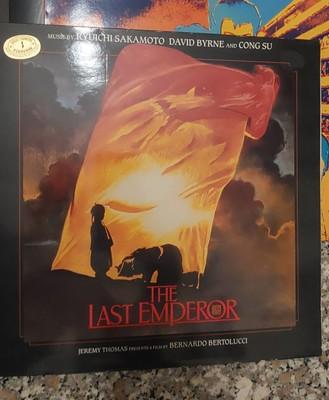 MUSIC BY RYUICHI SAKAMOTO DAVID BYRNE AND CONG SU
THE
LAST EMPEROR
JEREMY THOMAS PRESENTS A FILM BY BERNARDO BERTOLUCCI